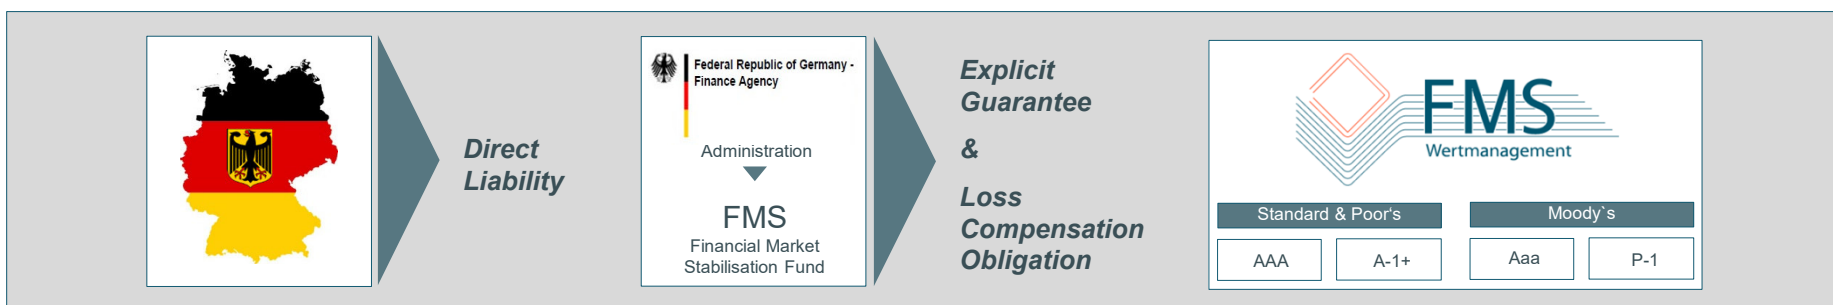 Direct
Liability
Federal Republic of Germany -
Finance Agency
Administration
FMS
Financial Market
Stabilisation Fund
Explicit
Guarantee
&
Loss
Compensation
Obligation
FMS
Wertmanagement
Standard & Poor‘s
Moody`s
AAA
A-1+
Aaa
P-1